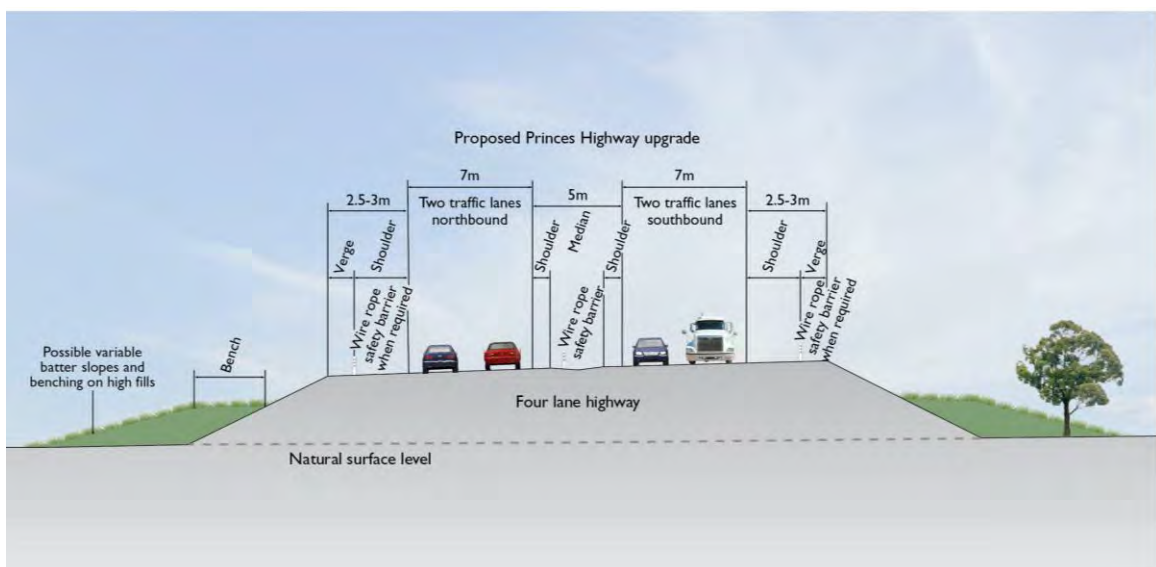 Proposed Princes Highway upgrade
7m
7m
5m
2.5-3m
2.5-3m
Two traffic lanes
northbound
Two traffic lanes
southbound
Verge
Shoulder
Shoulder
Median
Shoulder
Shoulder
Verge
Wire rope
safety barrier
when required
Wire rope
safety barrier
Wire rope
safety barrier
when required
Possible variable
batter slopes and
benching on high fills
Bench
Four lane highway
Natural surface level